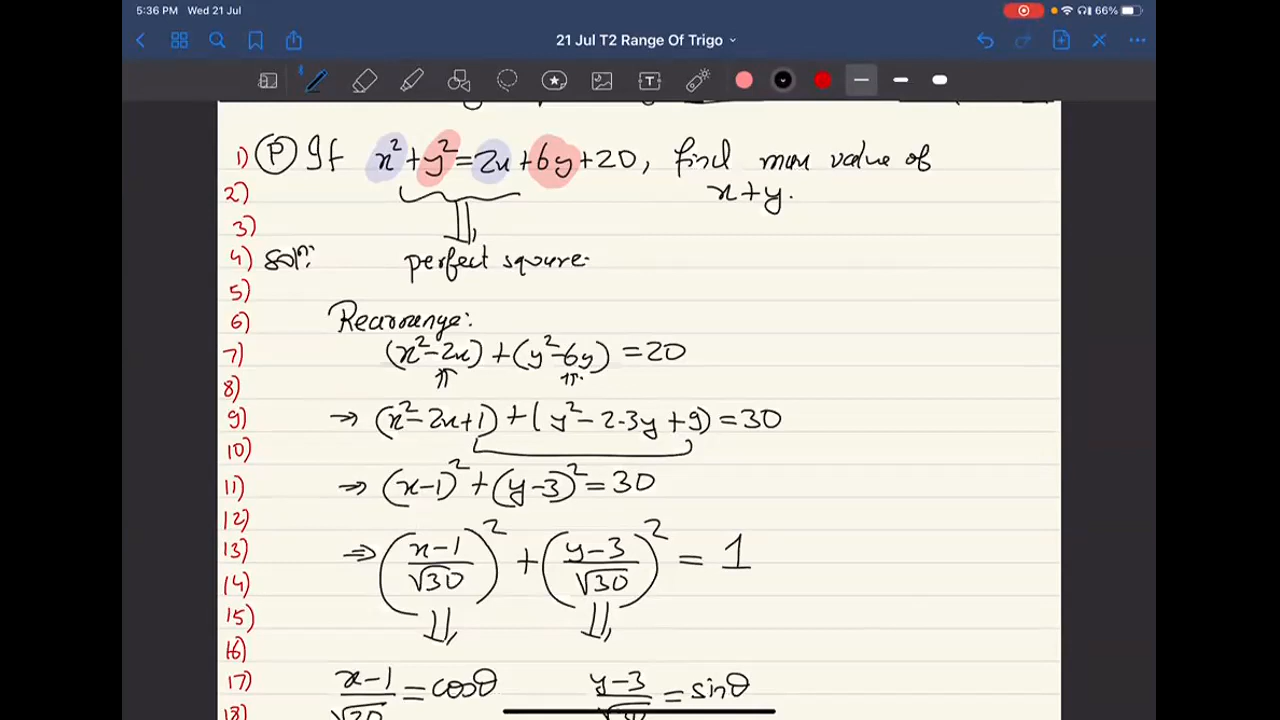 5:36 PM Wed 21 Jul
66%
21 Jul T2 Range Of Trigo
1) (P) If x²+y²=2x+6y+20, find max value of
2) x+y.
3)
4) Solⁿ: perfect square.
5)
6) Rearrange:
7) (x²-2x)+(y²-6y)=20
8)
9) ⇒ (x²-2x+1)+(y²-2·3y+9)=30
10)
11) ⇒ (x-1)²+(y-3)²=30
12)
13) ⇒ ((x-1)/√30)²+((y-3)/√30)² = 1
14)
15)
16)
17) (x-1)/√30 = cosθ (y-3)/√30 = sinθ
18)